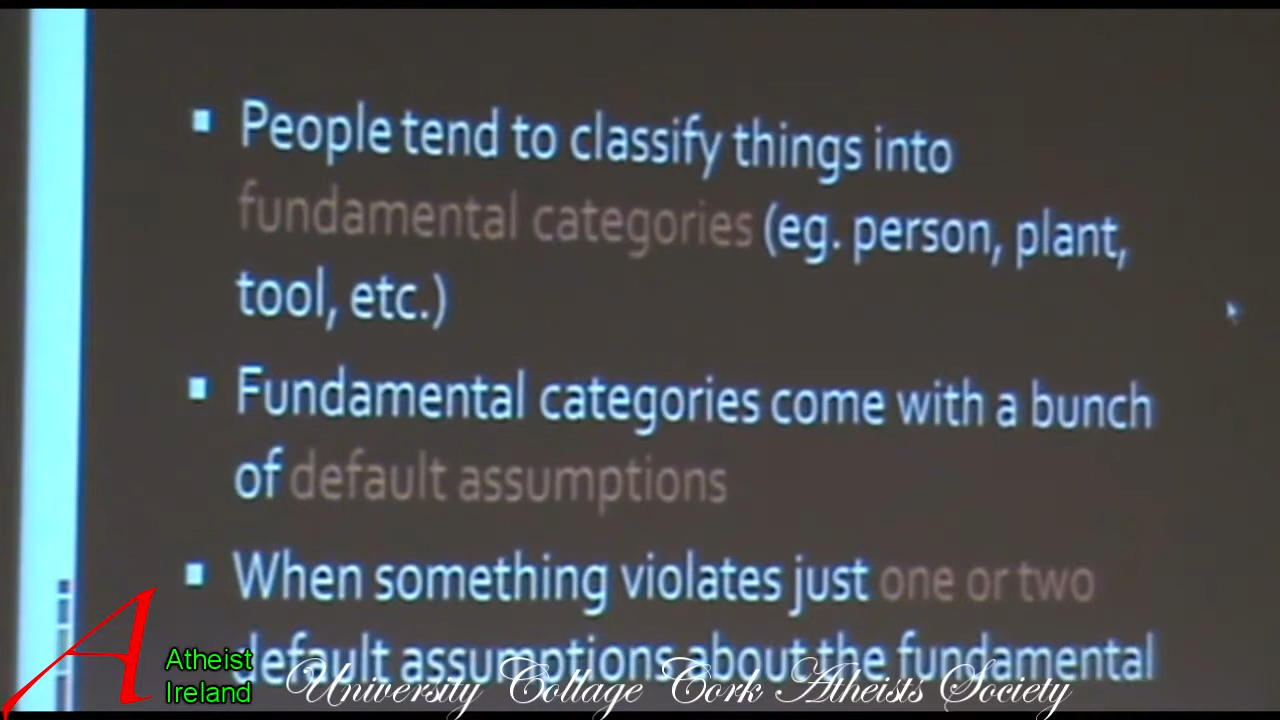 People tend to classify things into
fundamental categories (eg. person, plant,
tool, etc.)
Fundamental categories come with a bunch
of default assumptions
When something violates just one or two
default assumptions about the fundamental
A
Atheist
Ireland
University Collage Cork Atheists Society